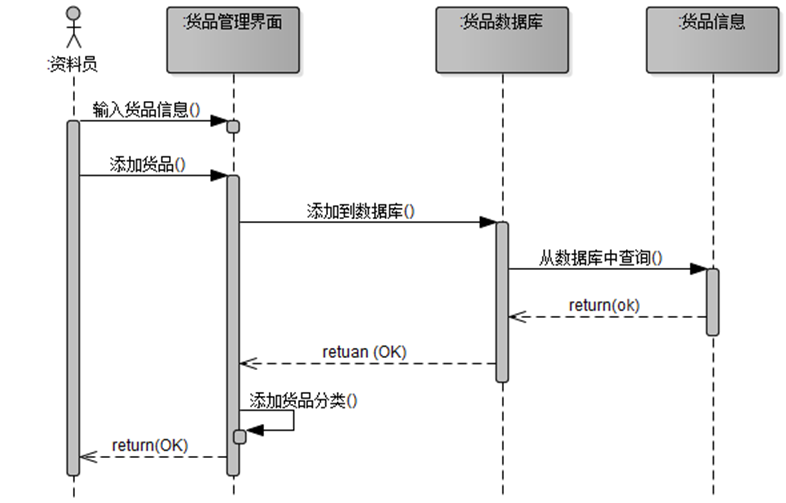 :货品管理界面
:货品数据库
:货品信息
:资料员
输入货品信息()
添加货品()
添加到数据库()
从数据库中查询()
return(ok)
retuan (OK)
添加货品分类()
return(OK)